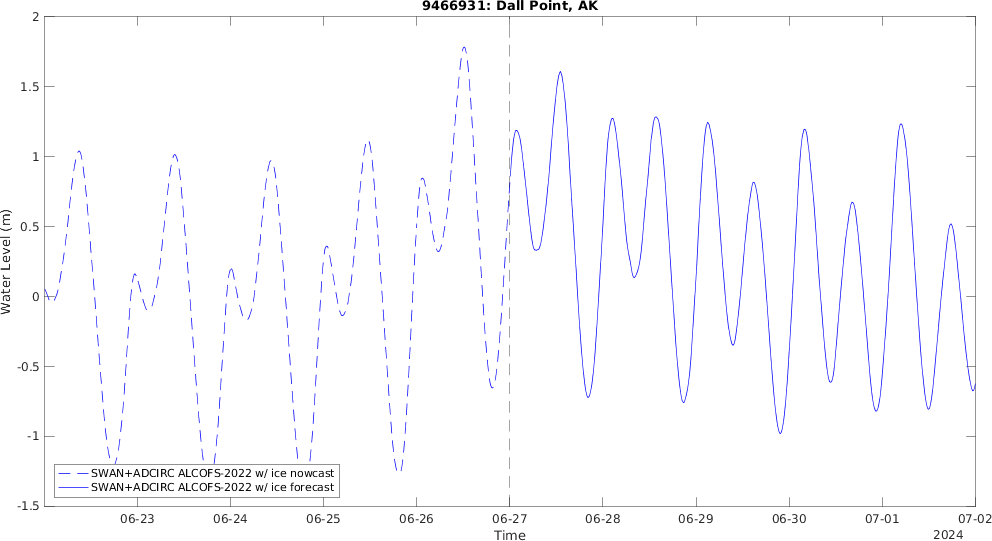 9466931: Dall Point, AK
Water Level (m)
2
1.5
1
0.5
0
-0.5
-1
-1.5
SWAN+ADCIRC ALCOFS-2022 w/ ice nowcast
SWAN+ADCIRC ALCOFS-2022 w/ ice forecast
06-23 06-24 06-25 06-26 06-27 06-28 06-29 06-30 07-01 07-02
Time
2024